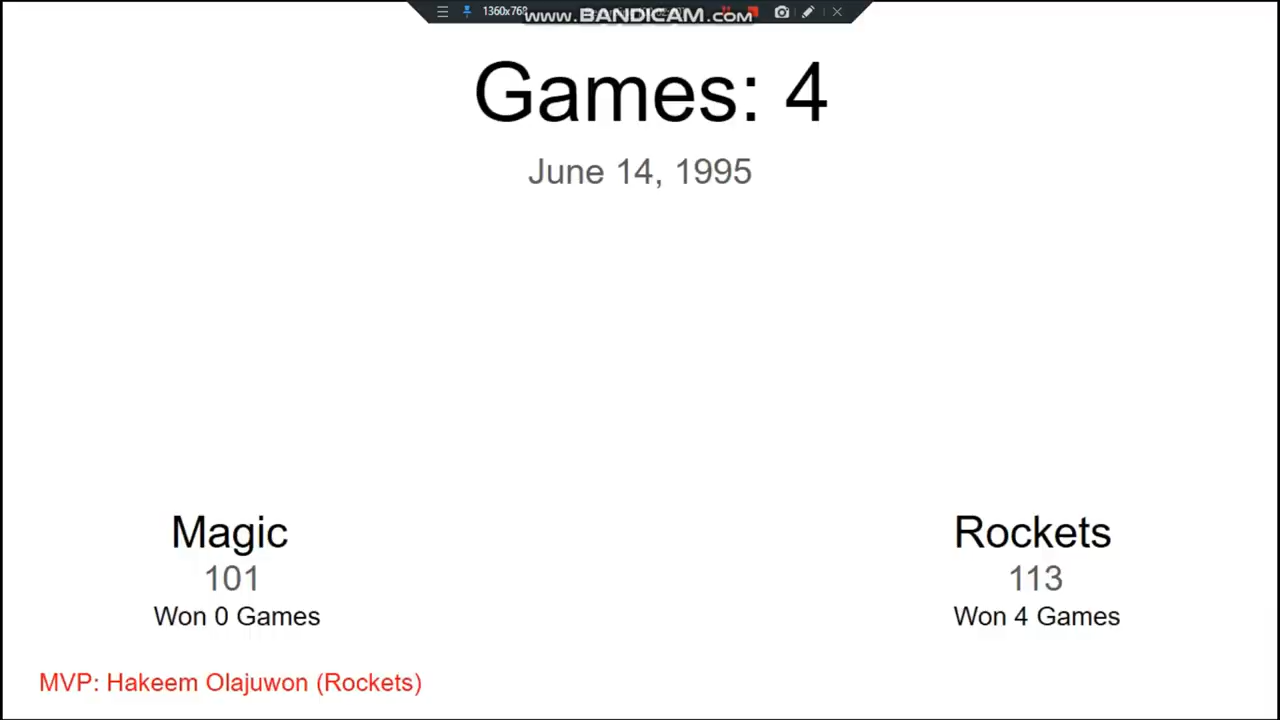 1360x768
www.BANDICAM.com
Games: 4
June 14, 1995
Magic
101
Won 0 Games
Rockets
113
Won 4 Games
MVP: Hakeem Olajuwon (Rockets)